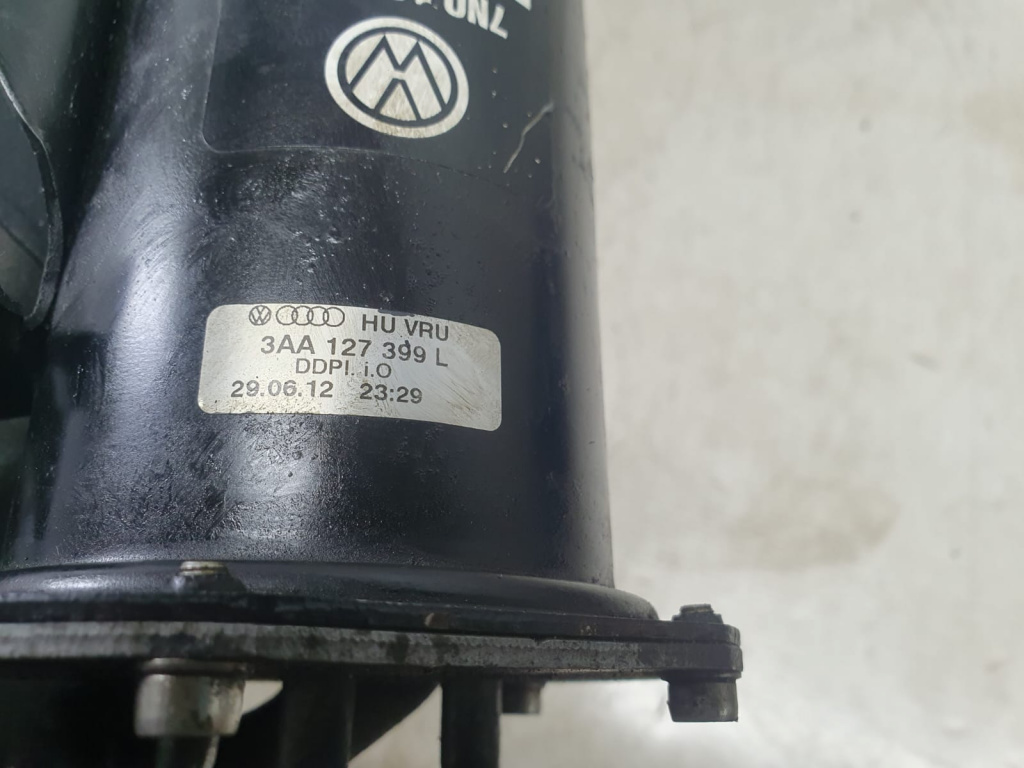 HU VRU
3AA 127 399 L
DDPI. i.O
29.06.12 23:29